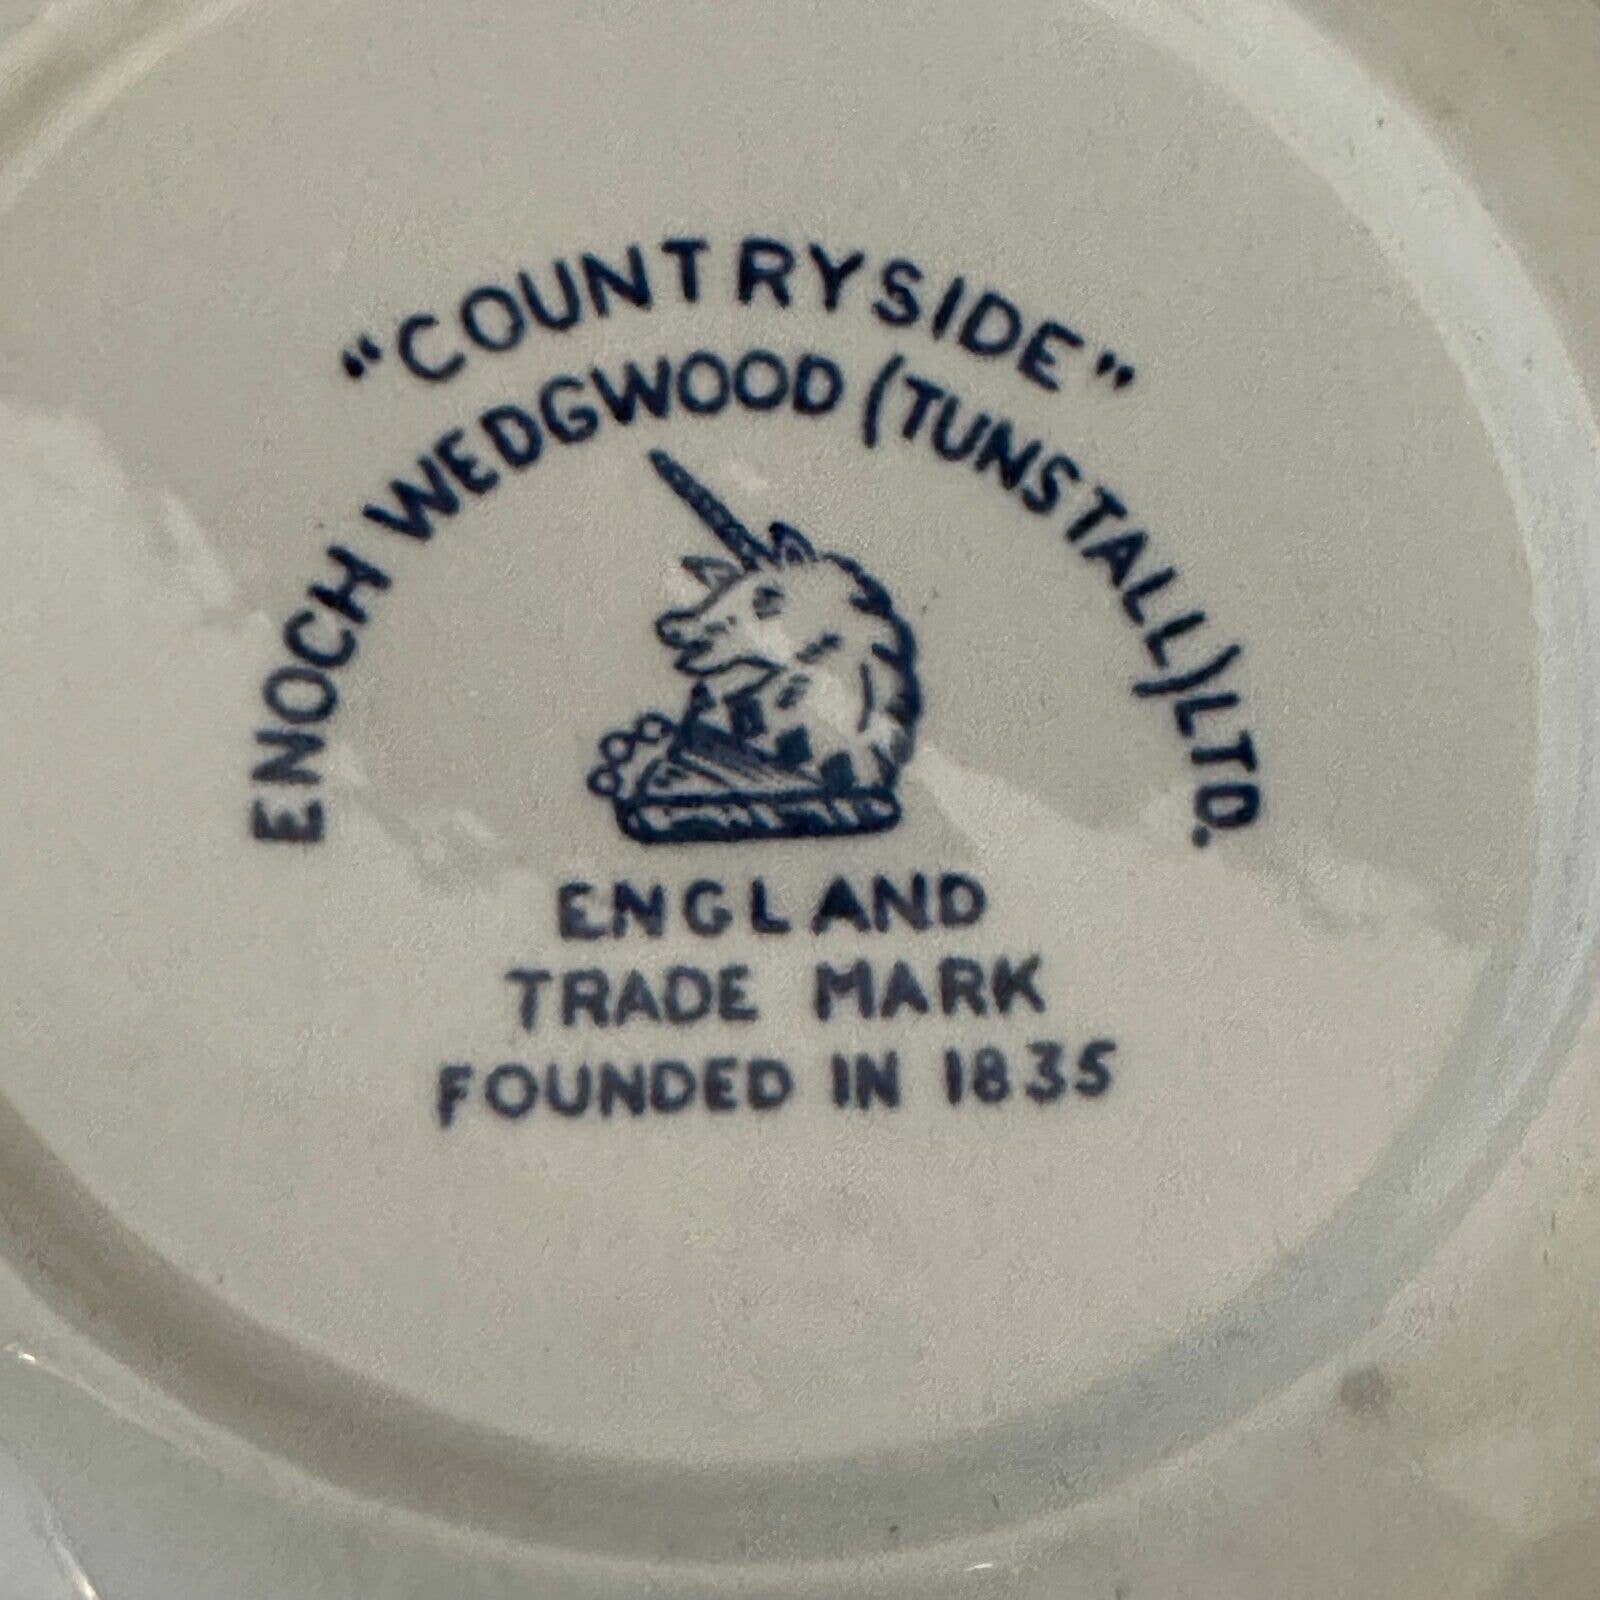 “COUNTRYSIDE”
ENOCH WEDGWOOD (TUNSTALL) LTD.
ENGLAND
TRADE MARK
FOUNDED IN 1835